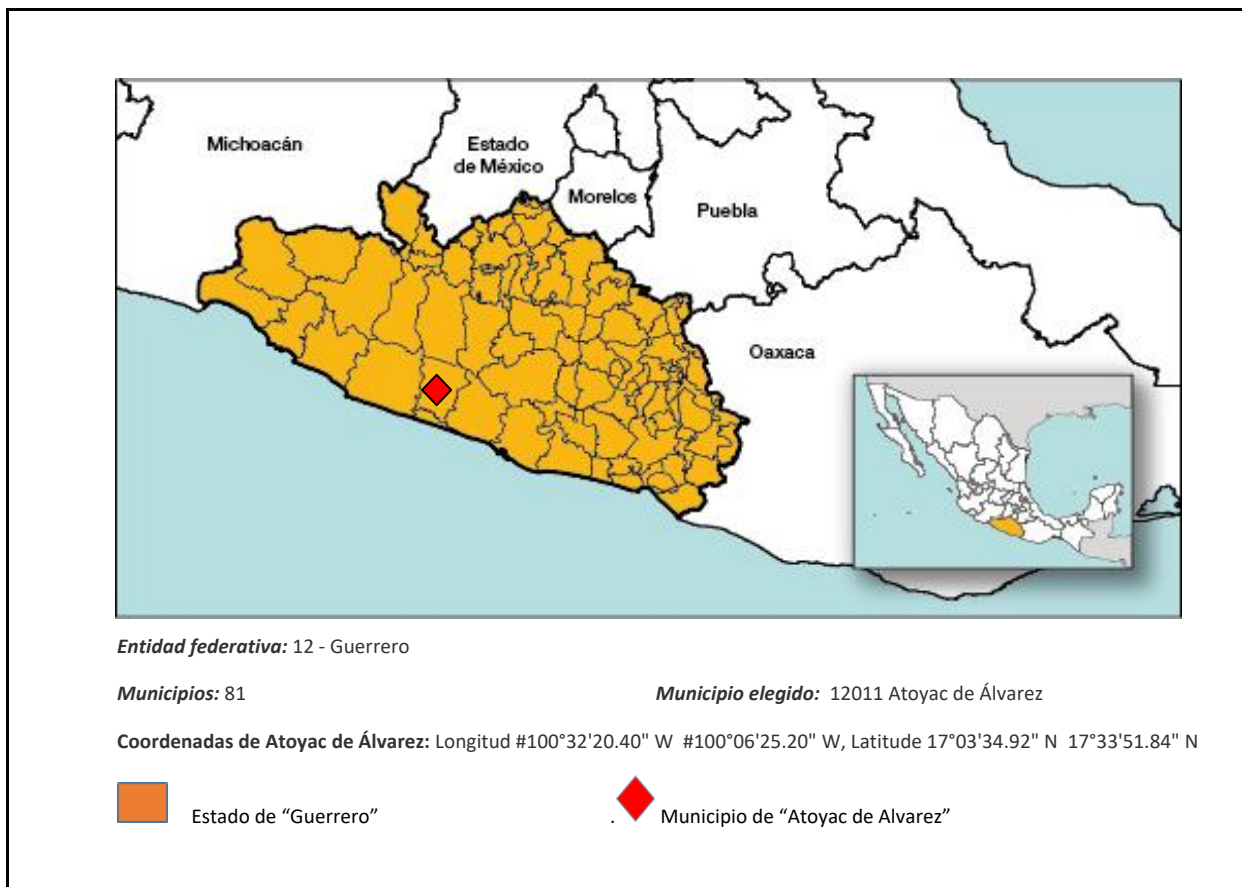 Michoacán
Estado
de México
Morelos
Puebla
Oaxaca
Entidad federativa: 12 - Guerrero
Municipios: 81 Municipio elegido: 12011 Atoyac de Álvarez
Coordenadas de Atoyac de Álvarez: Longitud #100°32'20.40" W #100°06'25.20" W, Latitude 17°03'34.92" N 17°33'51.84" N
Estado de “Guerrero” . Municipio de “Atoyac de Alvarez”